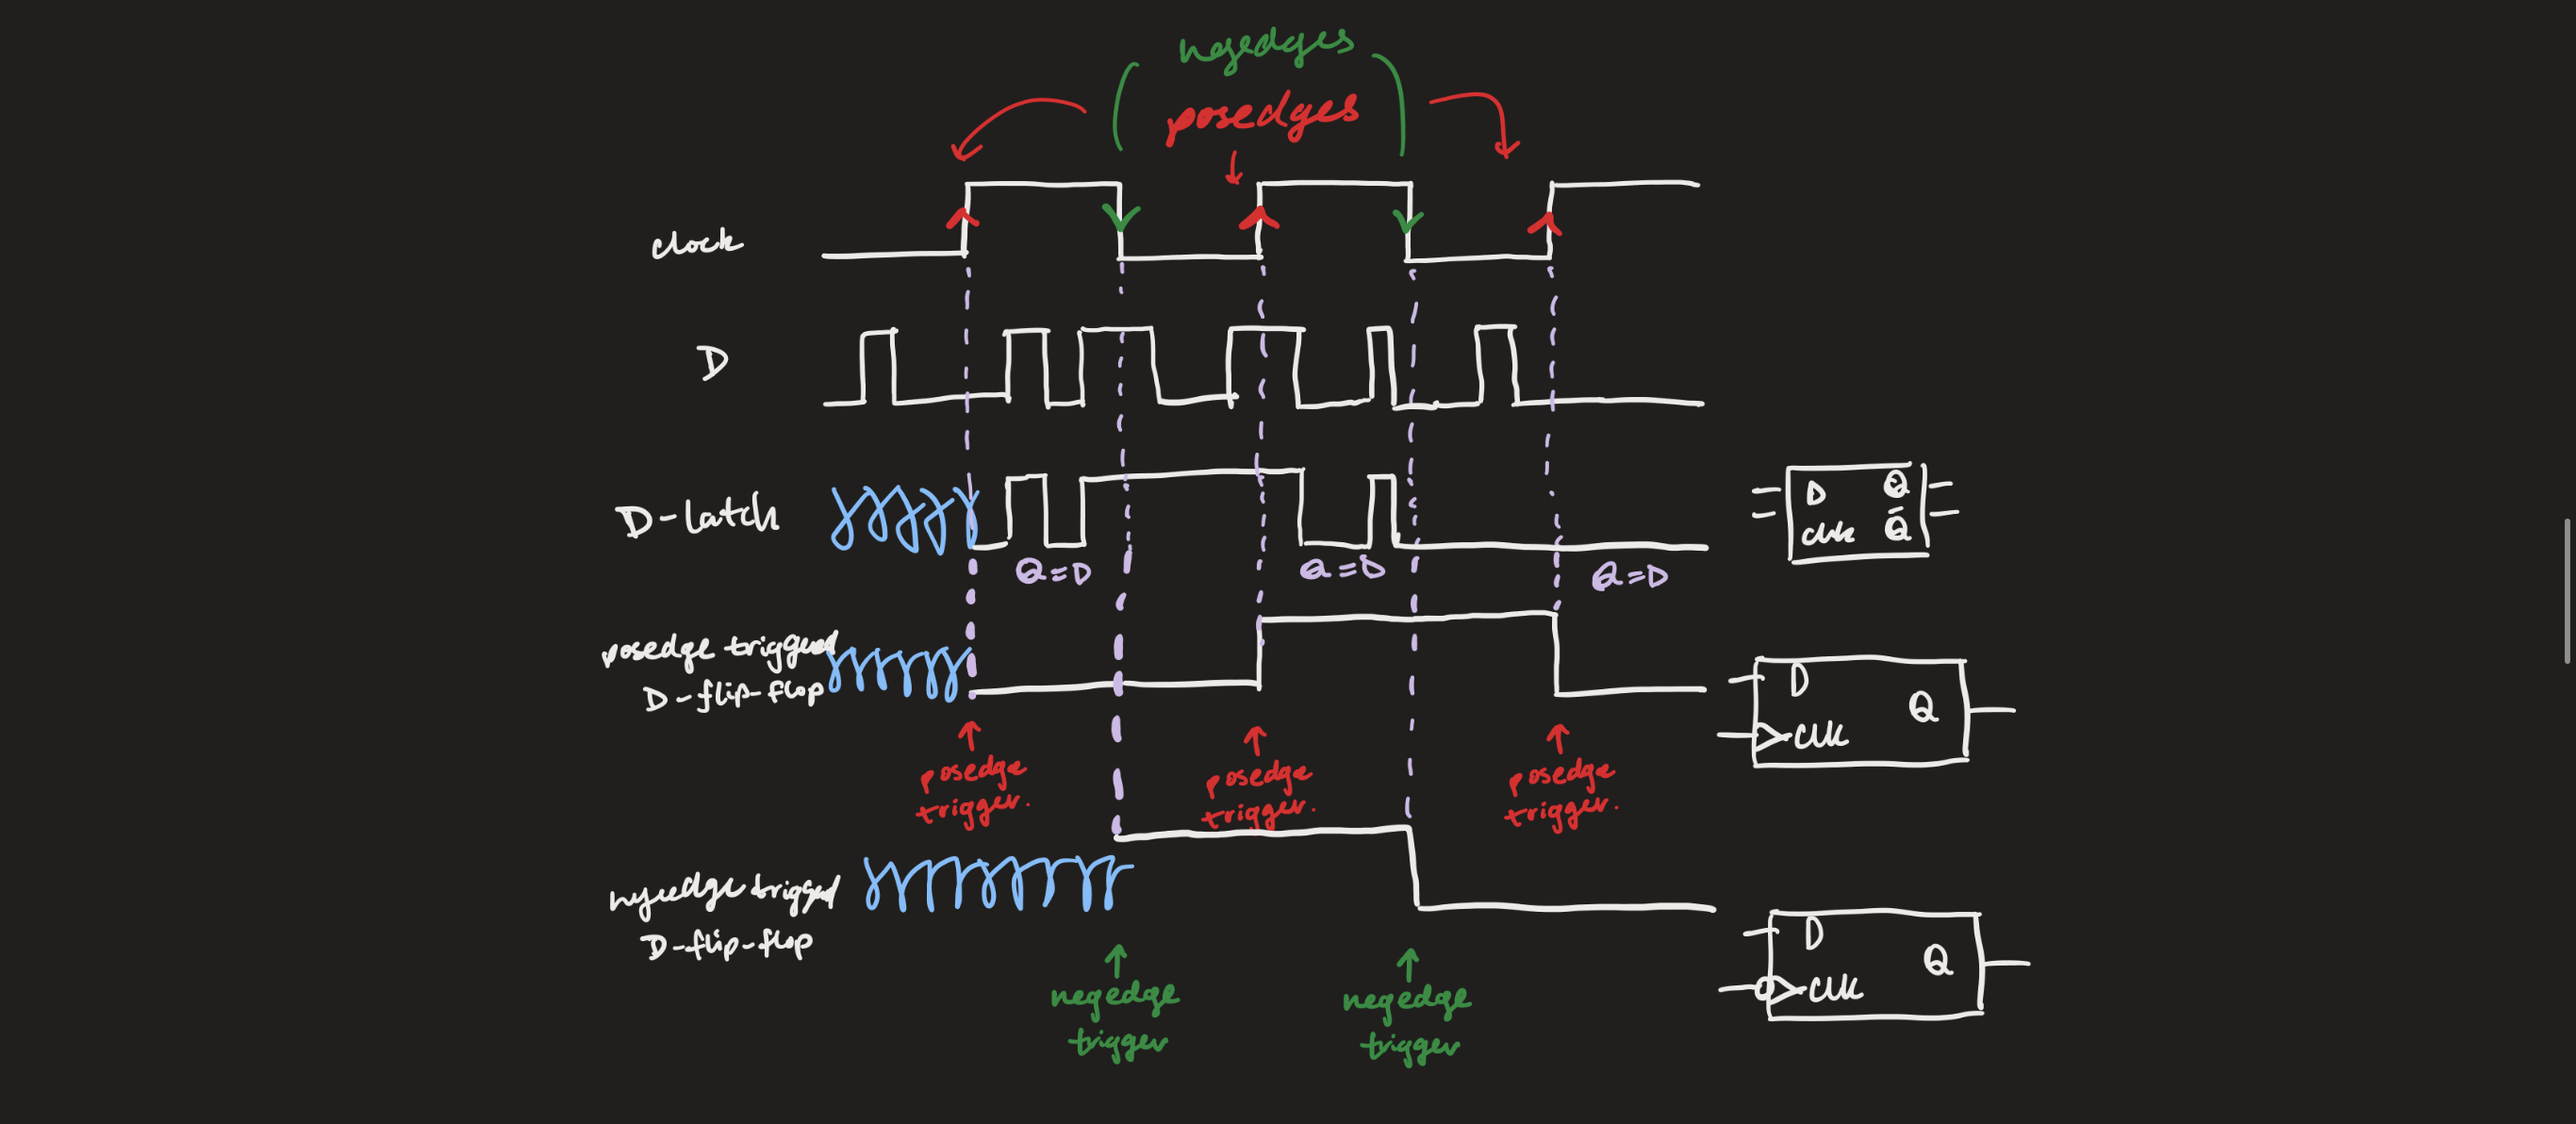 negedges
posedges
clock
D
D-latch
Q=D
Q=D
Q=D
D Q
CLK Q̅
posedge triggered
D-flip-flop
D
Q
CLK
posedge
trigger.
posedge
trigger.
posedge
trigger.
negedge triggered
D-flip-flop
D
Q
CLK
negedge
trigger
negedge
trigger